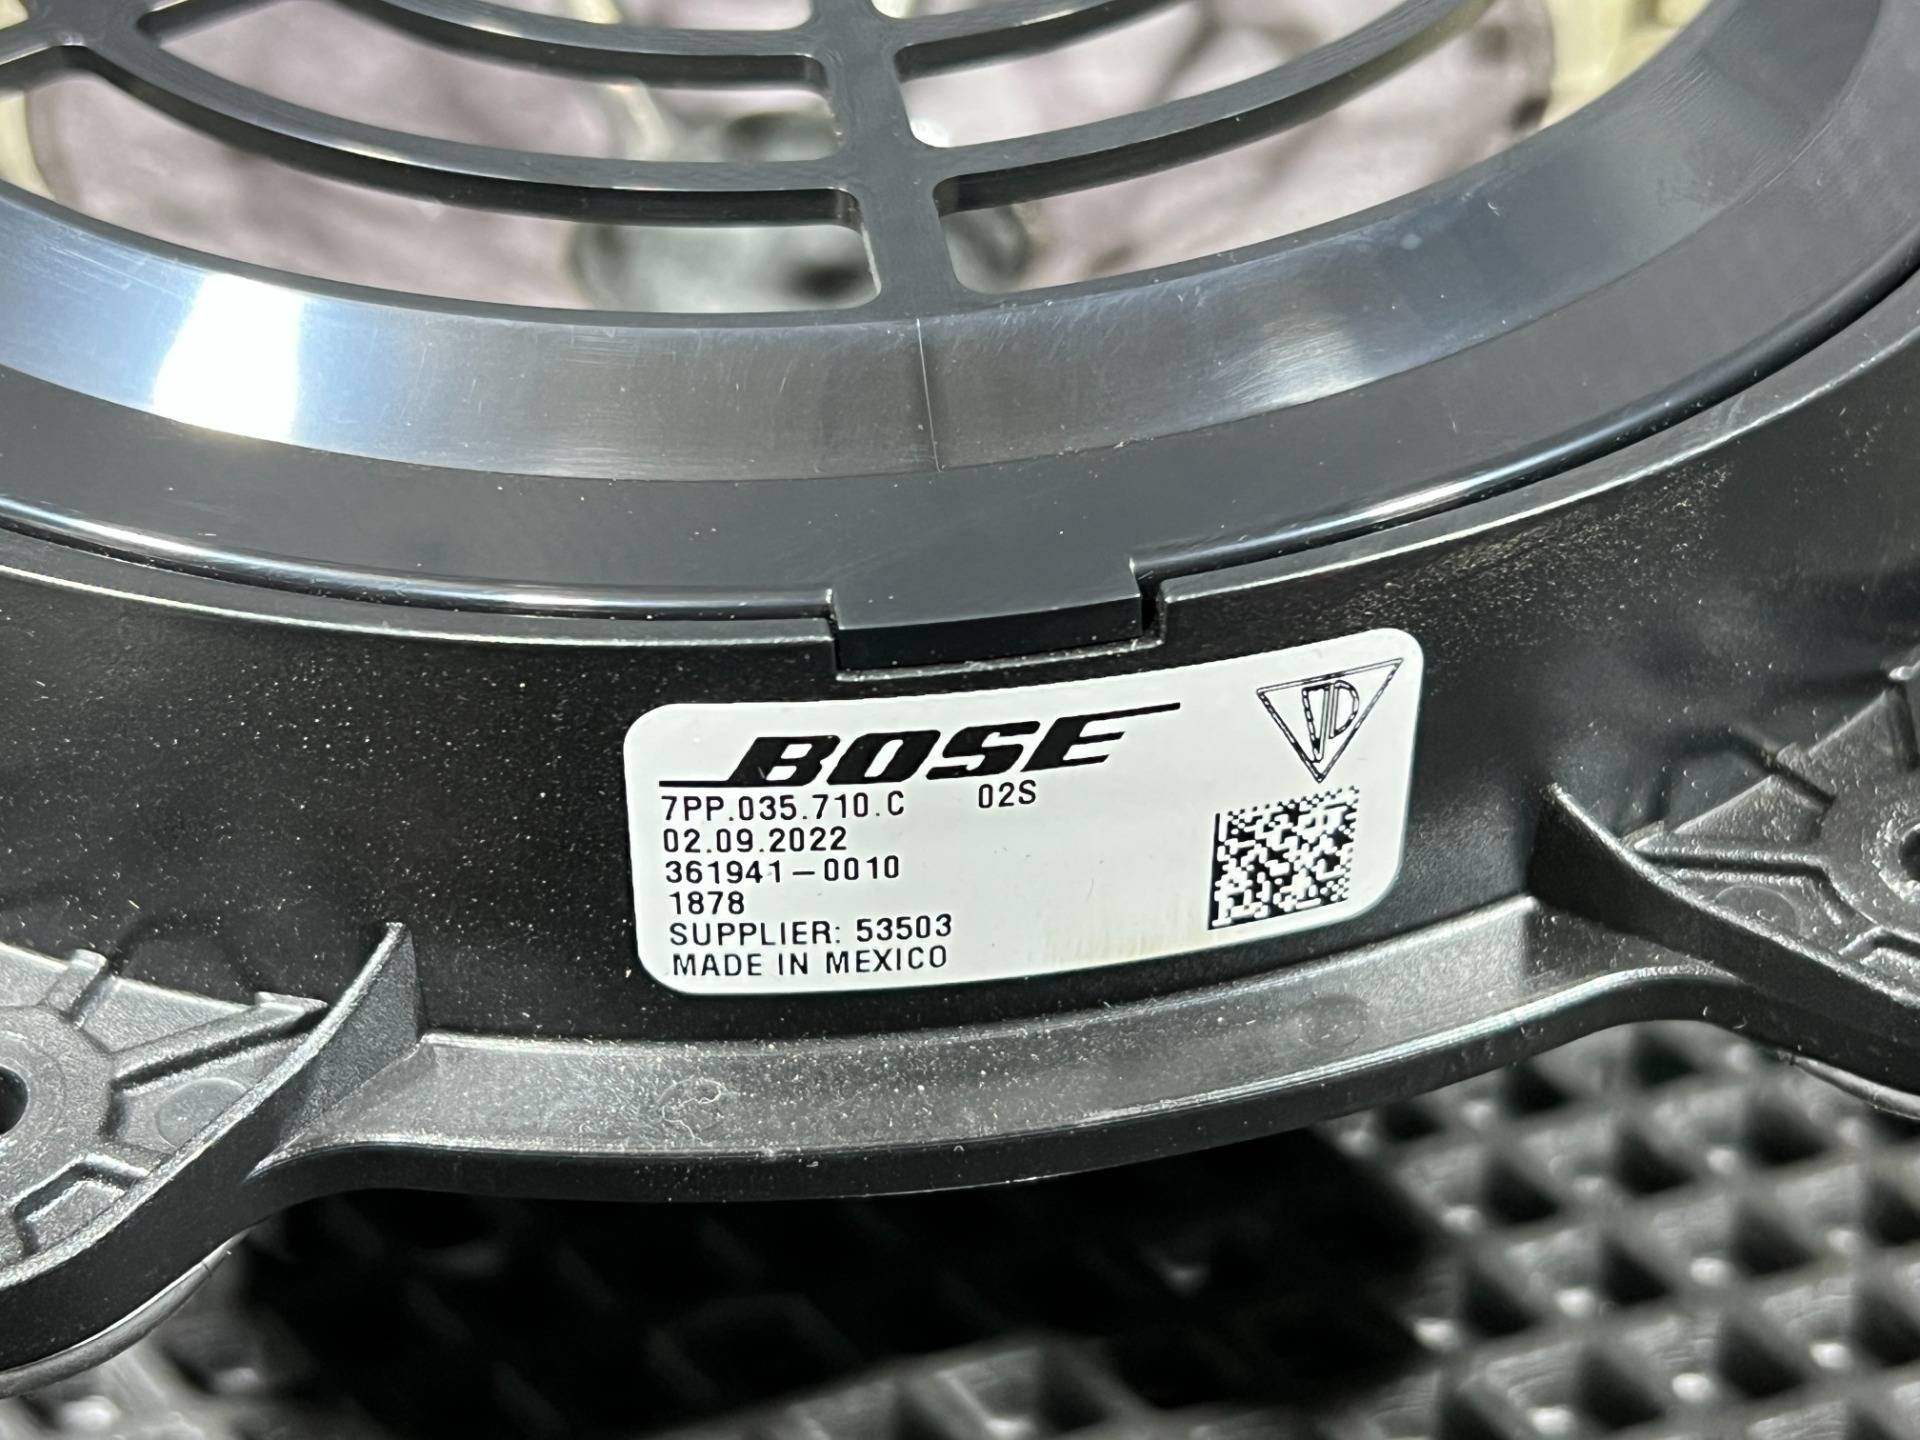 BOSE
7PP.035.710.C 02S
02.09.2022
361941-0010
1878
SUPPLIER: 53503
MADE IN MEXICO